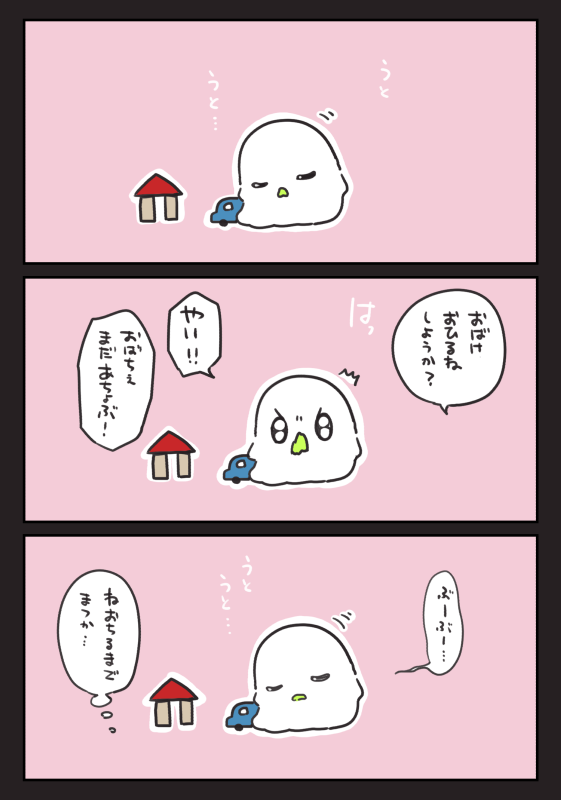 うと
うと…
おばけ
おひるね
しようか？
はっ
やい!!
おばちぇ
まだあちょぶ！
うと
うと…
ぶーぶー…
ねおちるまで
まつか…